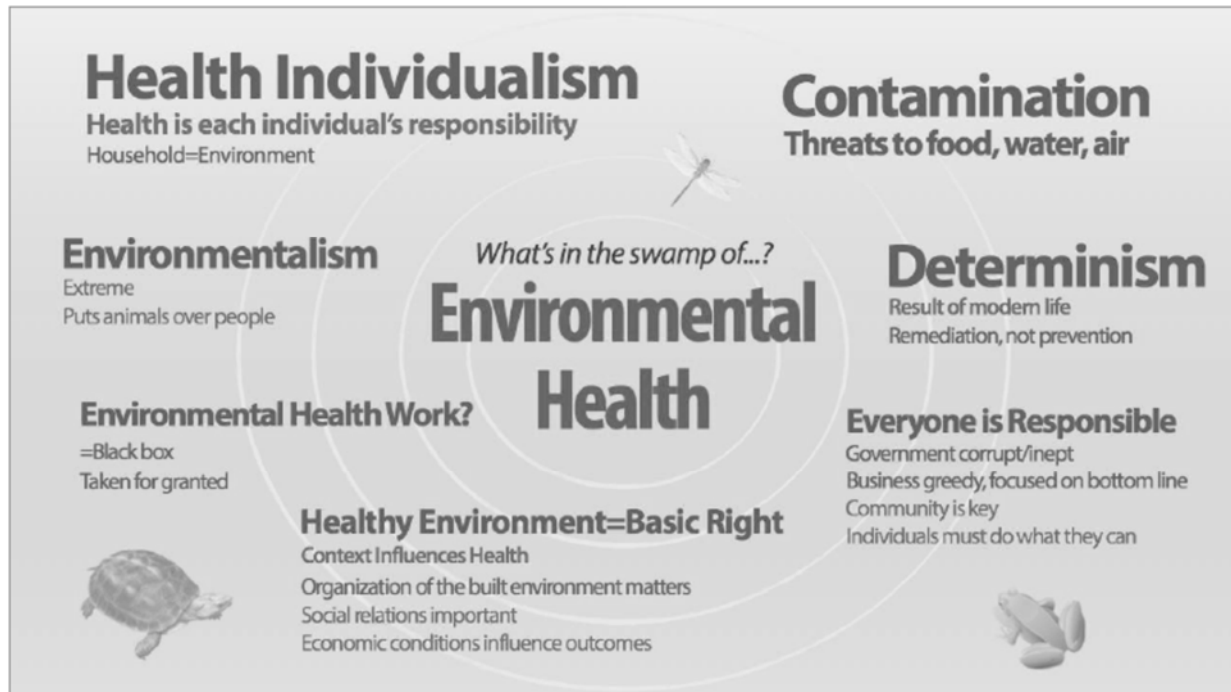 Health Individualism
Health is each individual's responsibility
Household=Environment
Contamination
Threats to food, water, air
Environmentalism
Extreme
Puts animals over people
What's in the swamp of...?
Environmental
Health
Determinism
Result of modern life
Remediation, not prevention
Environmental Health Work?
=Black box
Taken for granted
Everyone is Responsible
Government corrupt/inept
Business greedy, focused on bottom line
Community is key
Individuals must do what they can
Healthy Environment=Basic Right
Context Influences Health
Organization of the built environment matters
Social relations important
Economic conditions influence outcomes